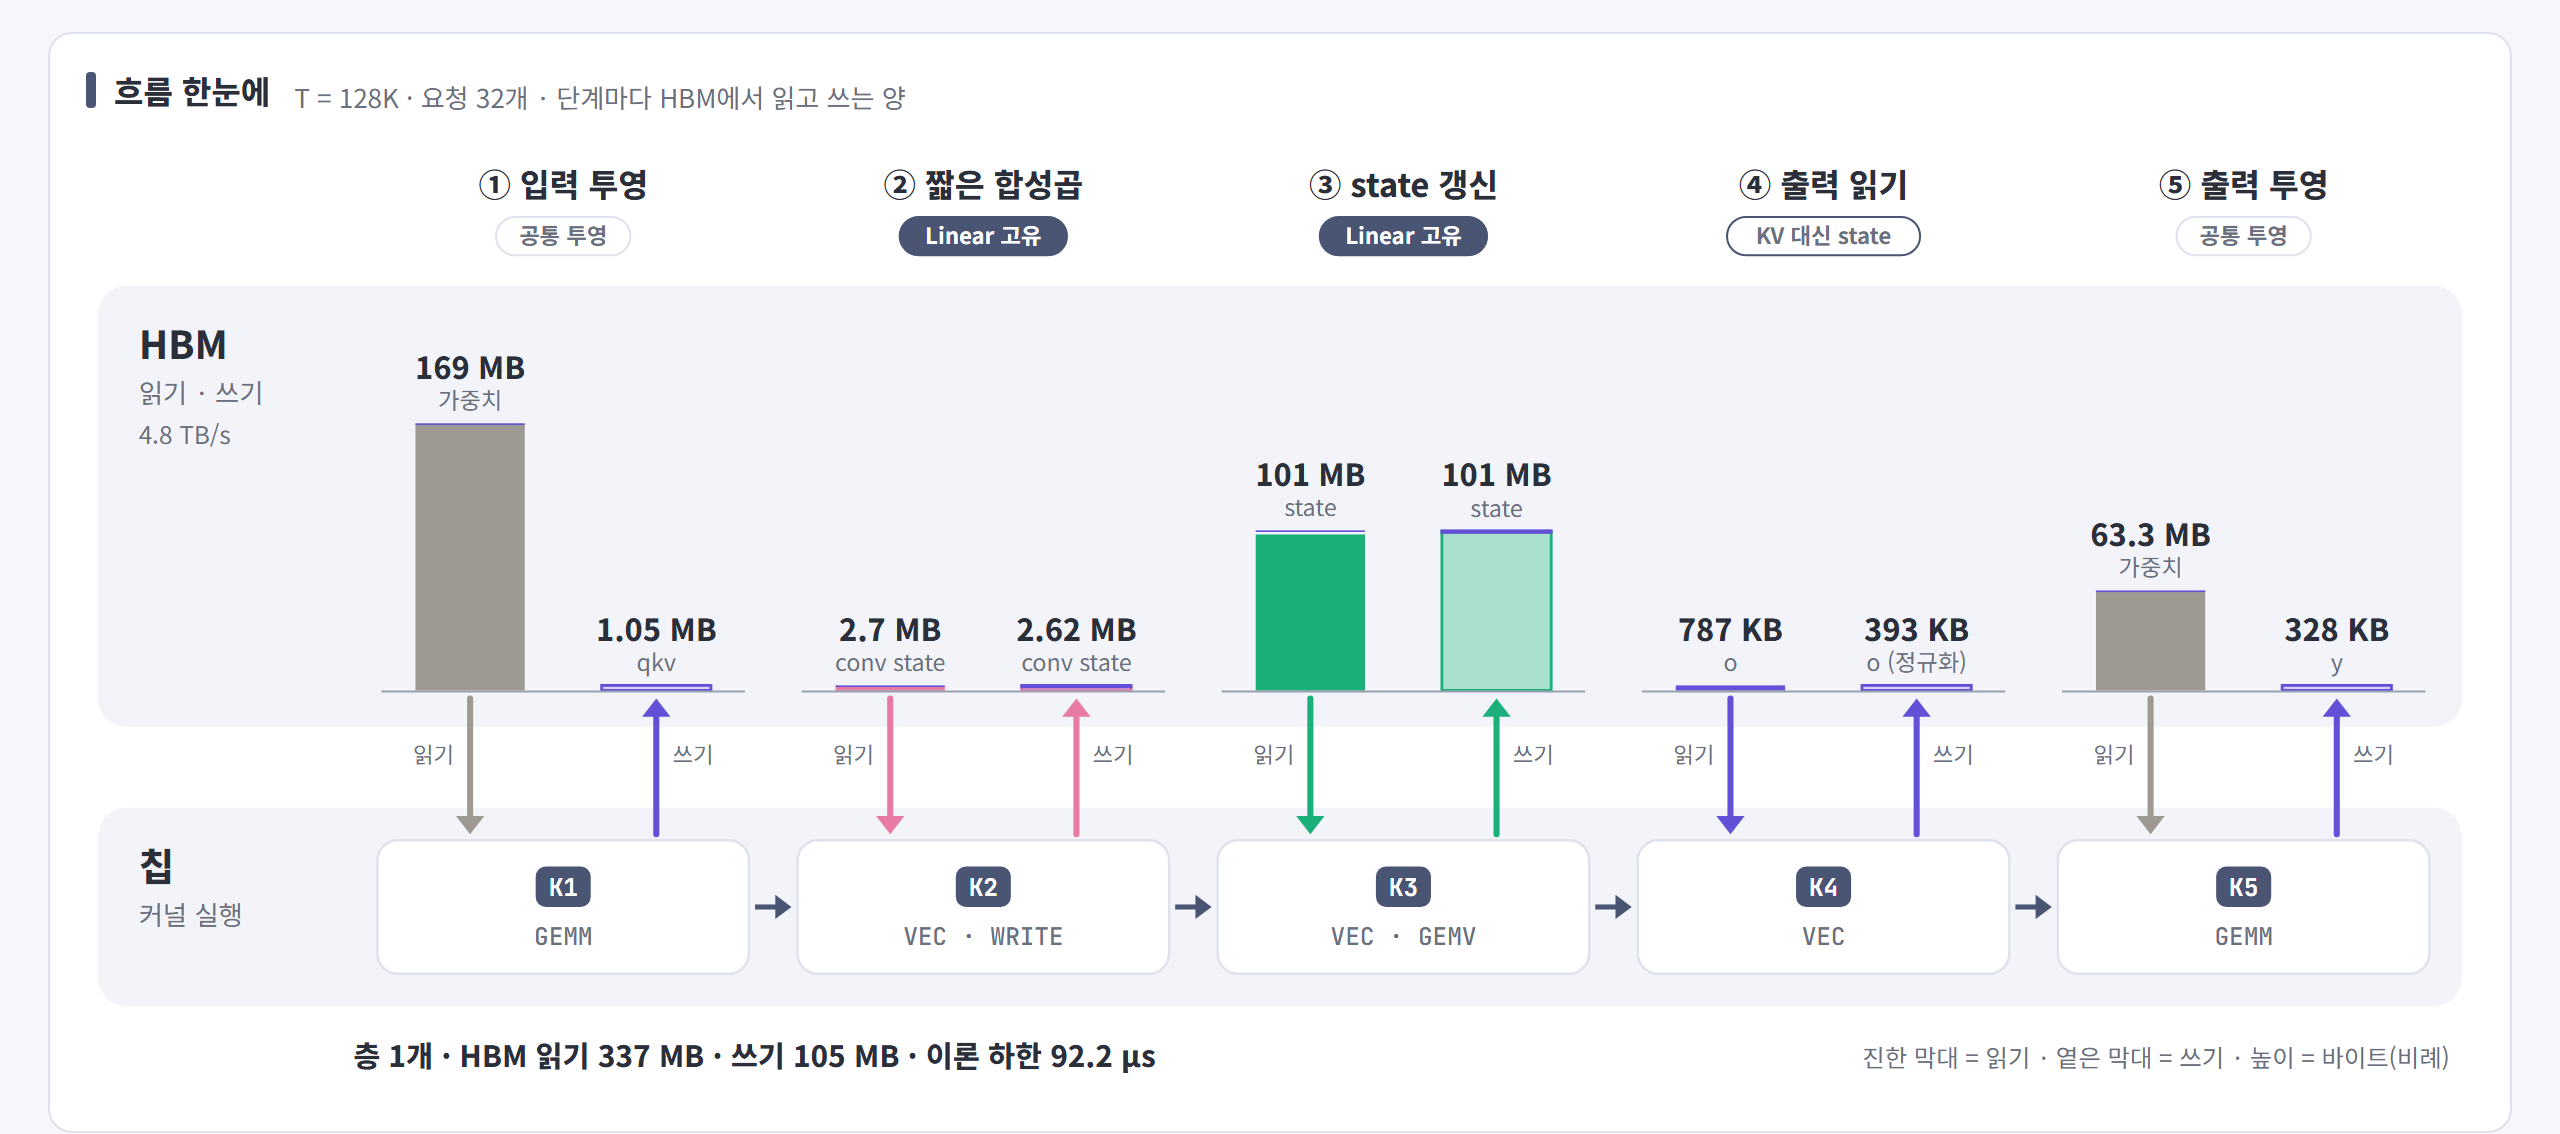 흐름 한눈에 T = 128K · 요청 32개 · 단계마다 HBM에서 읽고 쓰는 양
① 입력 투영
공통 투영
② 짧은 합성곱
Linear 고유
③ state 갱신
Linear 고유
④ 출력 읽기
KV 대신 state
⑤ 출력 투영
공통 투영
HBM
읽기 · 쓰기
4.8 TB/s
169 MB
가중치
1.05 MB
qkv
2.7 MB
conv state
2.62 MB
conv state
101 MB
state
101 MB
state
787 KB
o
393 KB
o (정규화)
63.3 MB
가중치
328 KB
y
읽기 쓰기 읽기 쓰기 읽기 쓰기 읽기 쓰기 읽기 쓰기
칩
커널 실행
K1
GEMM
K2
VEC · WRITE
K3
VEC · GEMV
K4
VEC
K5
GEMM
층 1개 · HBM 읽기 337 MB · 쓰기 105 MB · 이론 하한 92.2 µs
진한 막대 = 읽기 · 옅은 막대 = 쓰기 · 높이 = 바이트(비례)